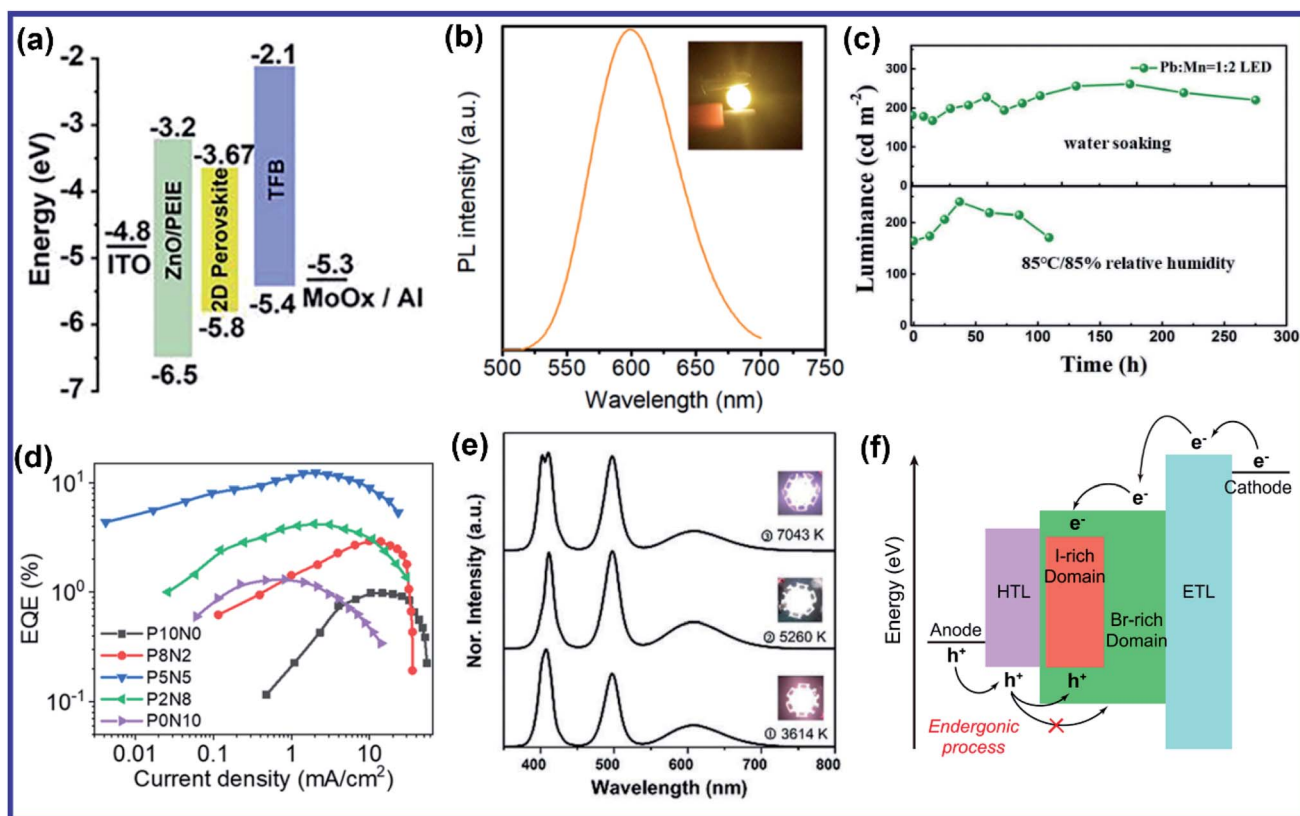 (a)
Energy (eV)
-2
-3
-4
-5
-6
-7
-4.8
ITO
-3.2
ZnO/PEIE
-6.5
-3.67
2D Perovskite
-5.8
-2.1
TFB
-5.4
-5.3
MoOx / Al
(b)
PL intensity (a.u.)
500 550 600 650 700 750
Wavelength (nm)
(c)
Luminance (cd m⁻²)
300
250
200
150
Pb:Mn=1:2 LED
water soaking
200
150
100
85°C/85% relative humidity
0 50 100 150 200 250 300
Time (h)
(d)
EQE (%)
10¹
10⁰
10⁻¹
P10N0
P8N2
P5N5
P2N8
P0N10
0.01 0.1 1 10
Current density (mA/cm²)
(e)
Nor. Intensity (a.u.)
③ 7043 K
② 5260 K
① 3614 K
400 500 600 700 800
Wavelength (nm)
(f)
Energy (eV)
e⁻
e⁻
Cathode
e⁻
e⁻
HTL
I-rich
Domain
Br-rich
Domain
ETL
Anode
h⁺
h⁺
h⁺
Endergonic
process